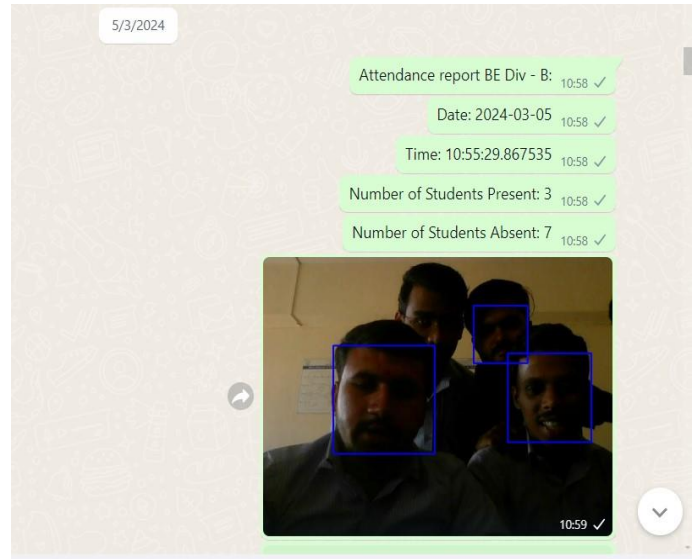 5/3/2024
Attendance report BE Div - B: 10:58
Date: 2024-03-05 10:58
Time: 10:55:29.867535 10:58
Number of Students Present: 3 10:58
Number of Students Absent: 7 10:58
10:59